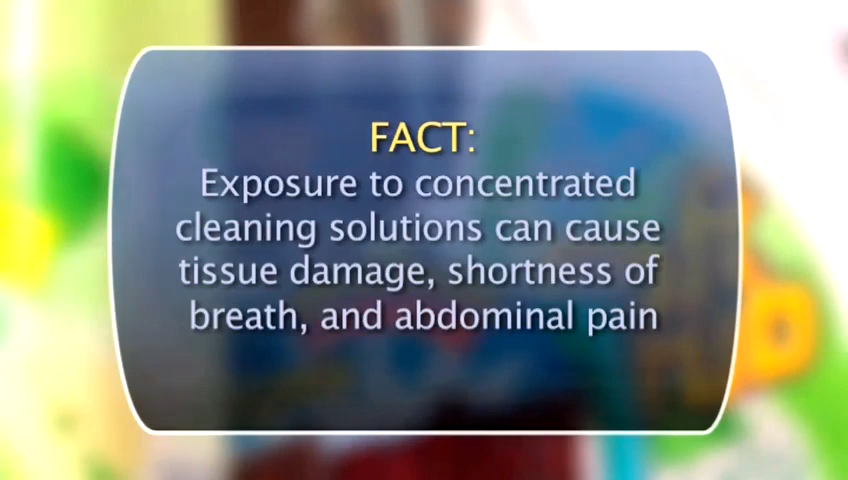 FACT:
Exposure to concentrated
cleaning solutions can cause
tissue damage, shortness of
breath, and abdominal pain